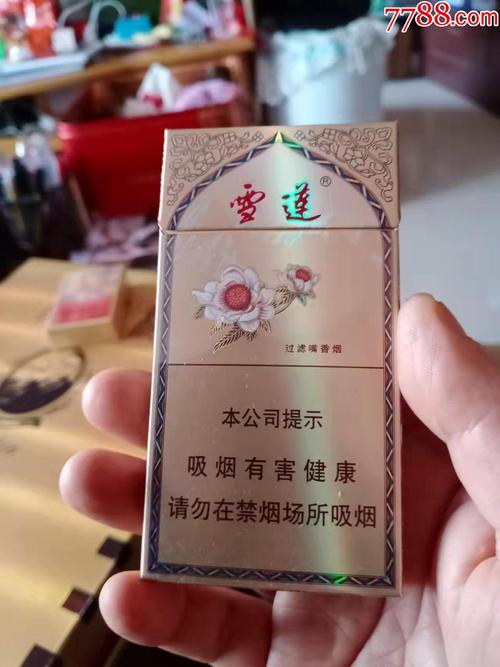 7788.com
雪莲®
过滤嘴香烟
本公司提示
吸烟有害健康
请勿在禁烟场所吸烟